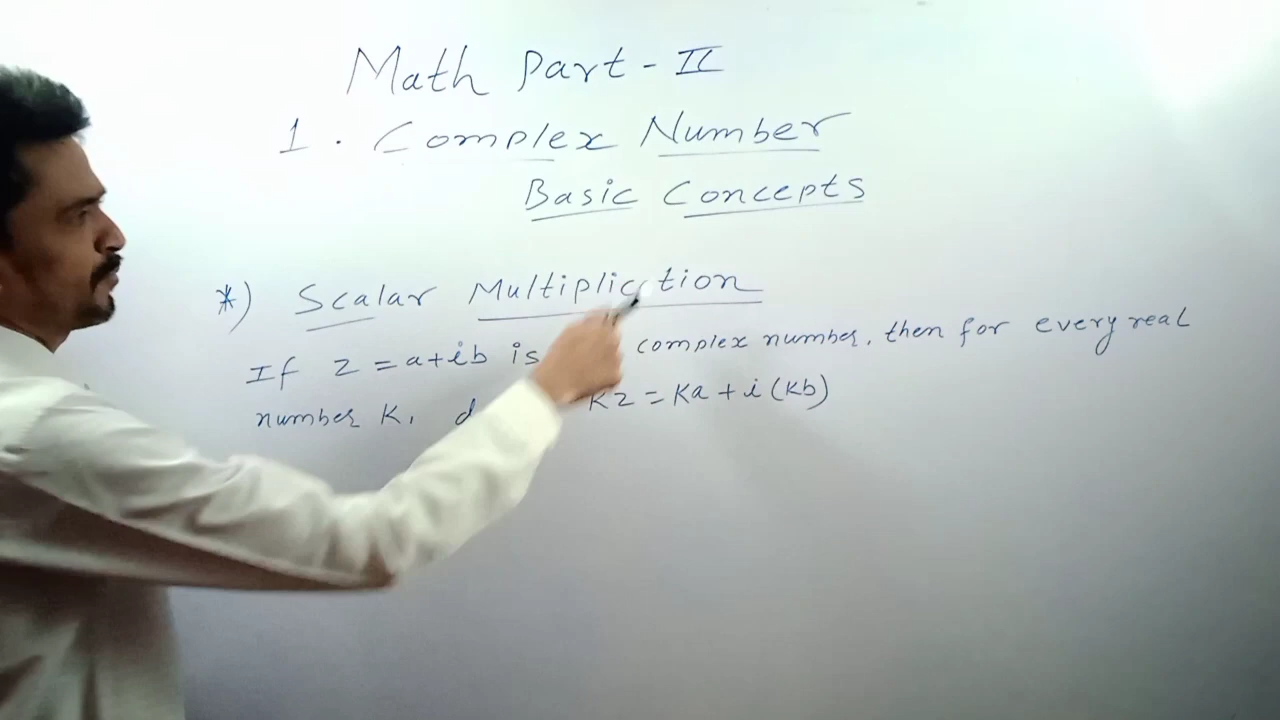 Math Part - II
1. Complex Number
Basic Concepts
*) Scalar Multiplication
If z = a+ib is complex number, then for every real
number K, Kz = Ka + i(Kb)